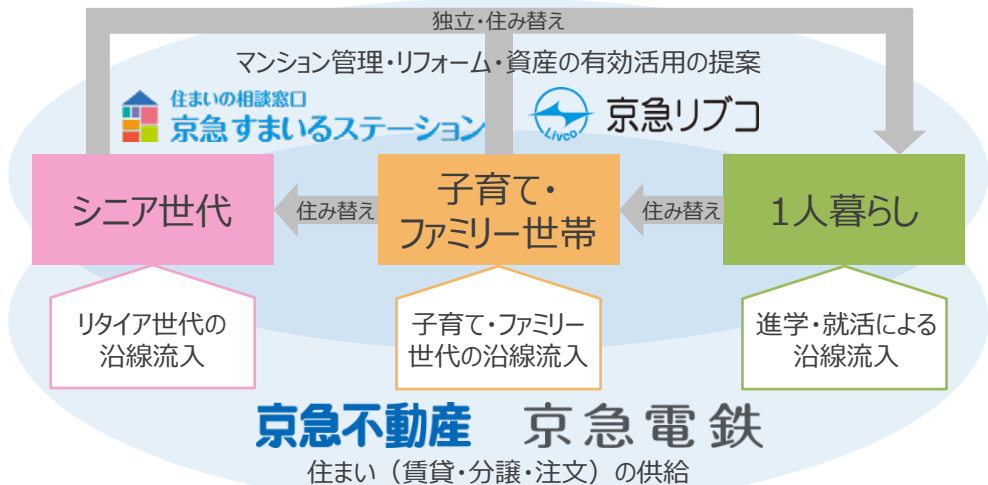 独立・住み替え
マンション管理・リフォーム・資産の有効活用の提案
住まいの相談窓口
京急すまいるステーション
Livco
京急リブコ
シニア世代
住み替え
子育て・
ファミリー世帯
住み替え
1人暮らし
リタイア世代の
沿線流入
子育て・ファミリー
世代の沿線流入
進学・就活による
沿線流入
京急不動産
京急電鉄
住まい（賃貸・分譲・注文）の供給